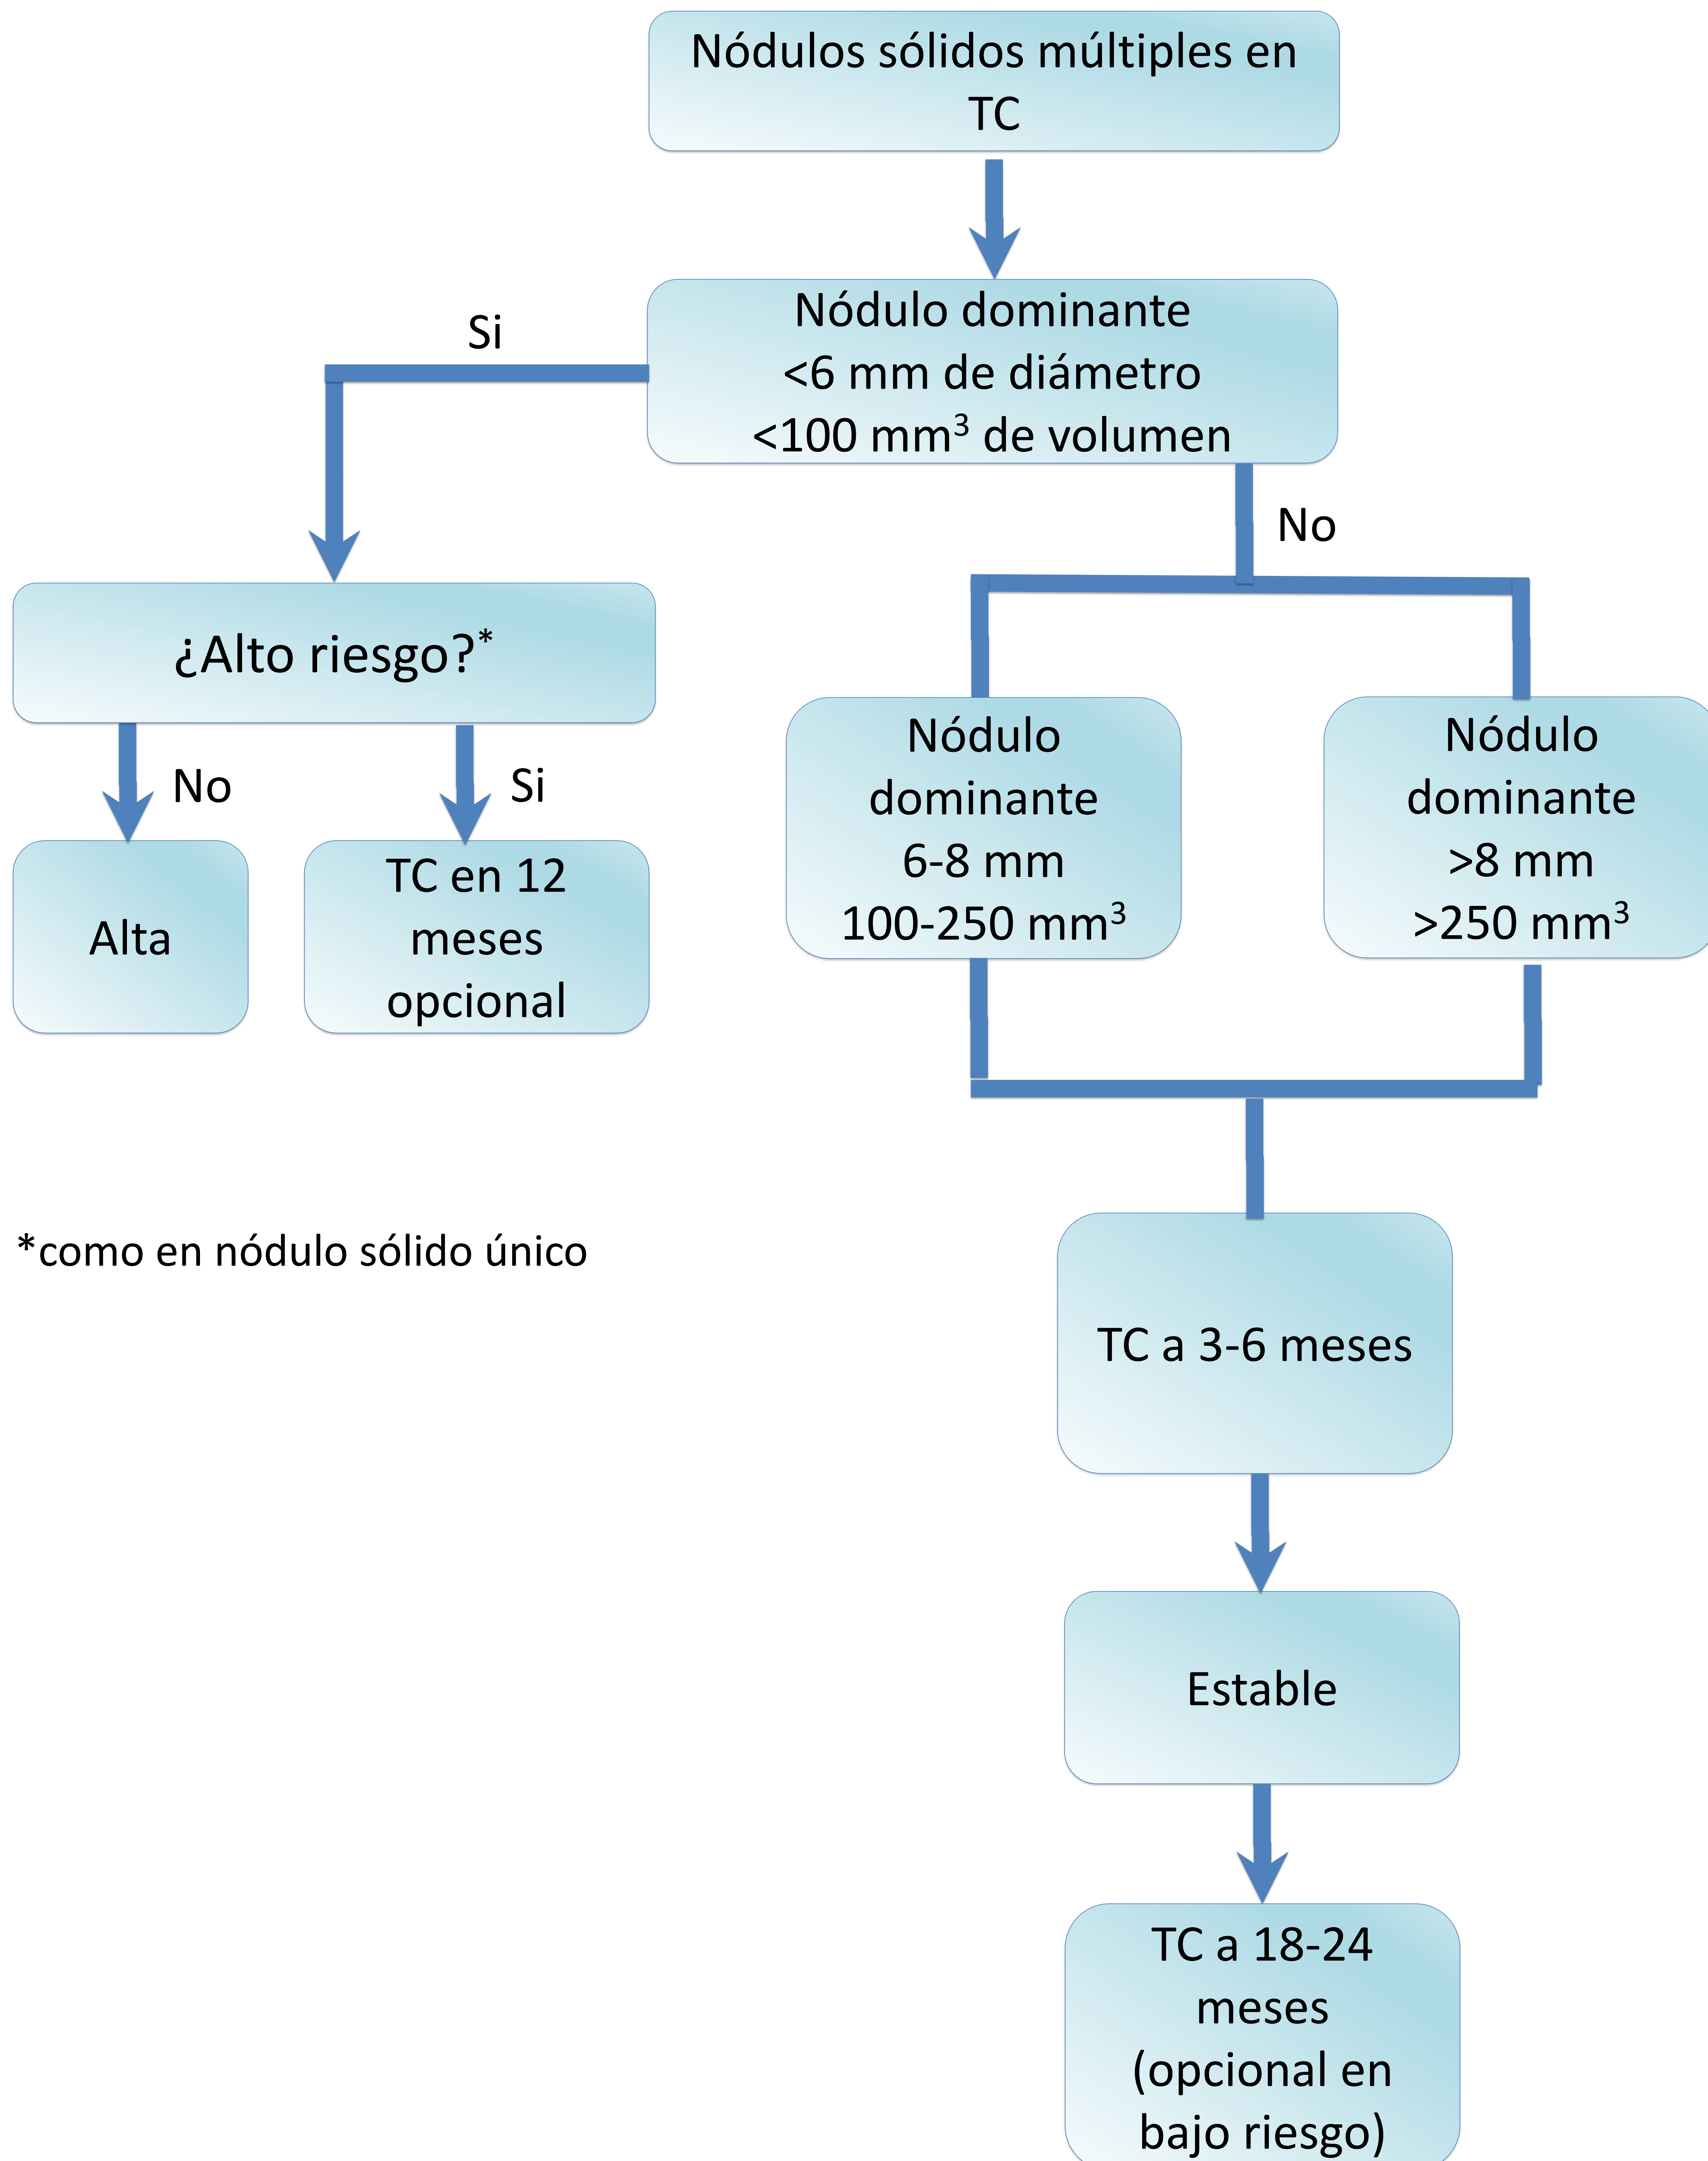 Nódulos sólidos múltiples en
TC
Nódulo dominante
<6 mm de diámetro
<100 mm³ de volumen
Si
No
¿Alto riesgo?*
No
Si
Alta
TC en 12
meses
opcional
Nódulo
dominante
6-8 mm
100-250 mm³
Nódulo
dominante
>8 mm
>250 mm³
*como en nódulo sólido único
TC a 3-6 meses
Estable
TC a 18-24
meses
(opcional en
bajo riesgo)